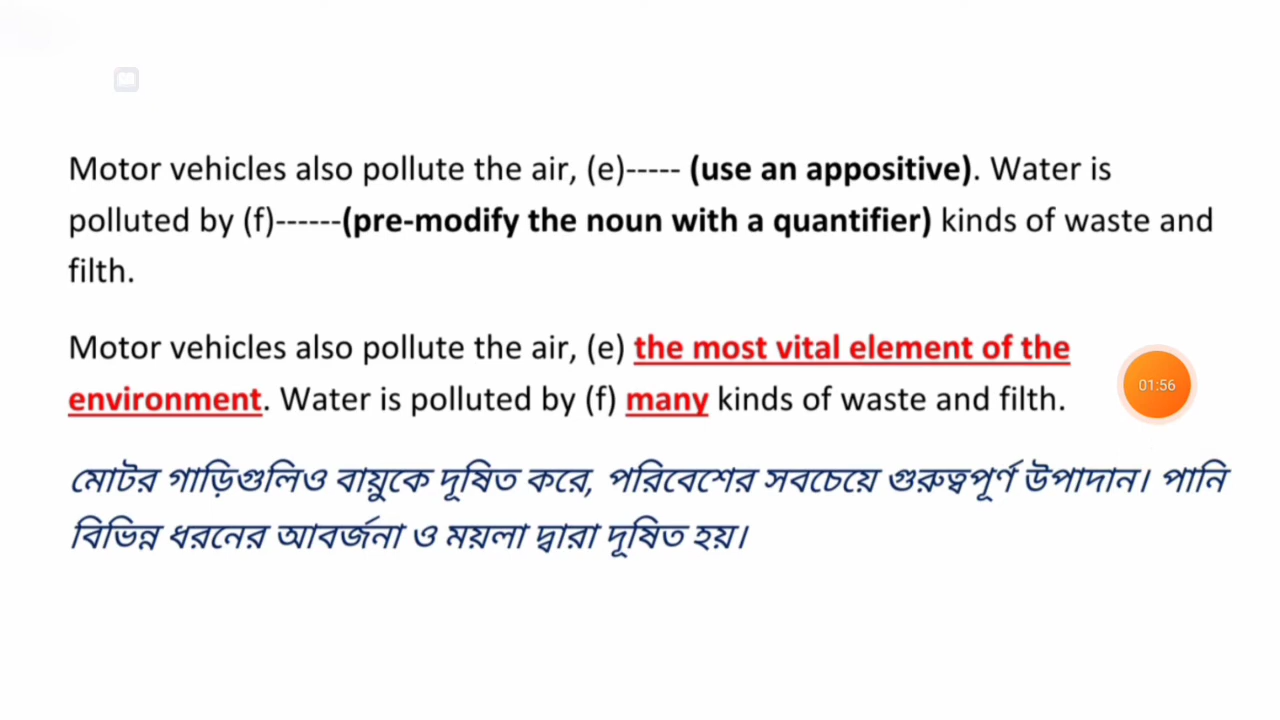 Motor vehicles also pollute the air, (e)----- (use an appositive). Water is
polluted by (f)------(pre-modify the noun with a quantifier) kinds of waste and
filth.
Motor vehicles also pollute the air, (e) the most vital element of the
environment. Water is polluted by (f) many kinds of waste and filth.
01:56
মোটর গাড়িগুলিও বায়ুকে দূষিত করে, পরিবেশের সবচেয়ে গুরুত্বপূর্ণ উপাদান। পানি
বিভিন্ন ধরনের আবর্জনা ও ময়লা দ্বারা দূষিত হয়।